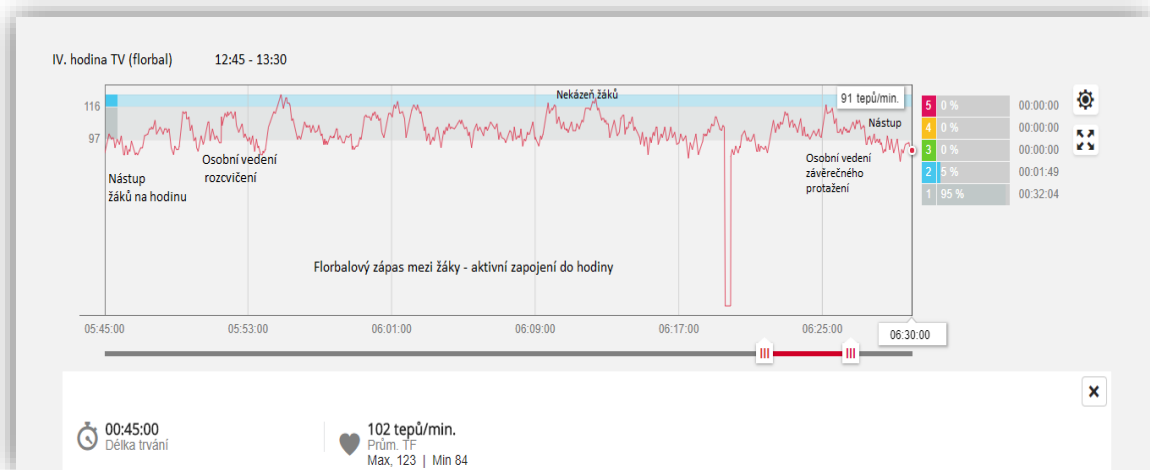 IV. hodina TV (florbal) 12:45 - 13:30
116
97
Nekázeň žáků
91 tepů/min.
Nástup
Osobní vedení
rozcvičení
Nástup
žáků na hodinu
Osobní vedení
závěrečného
protažení
Florbalový zápas mezi žáky - aktivní zapojení do hodiny
5 0 % 00:00:00
4 0 % 00:00:00
3 0 % 00:00:00
2 5 % 00:01:49
1 95 % 00:32:04
05:45:00 05:53:00 06:01:00 06:09:00 06:17:00 06:25:00 06:30:00
00:45:00
Délka trvání
102 tepů/min.
Prům. TF
Max, 123 | Min 84